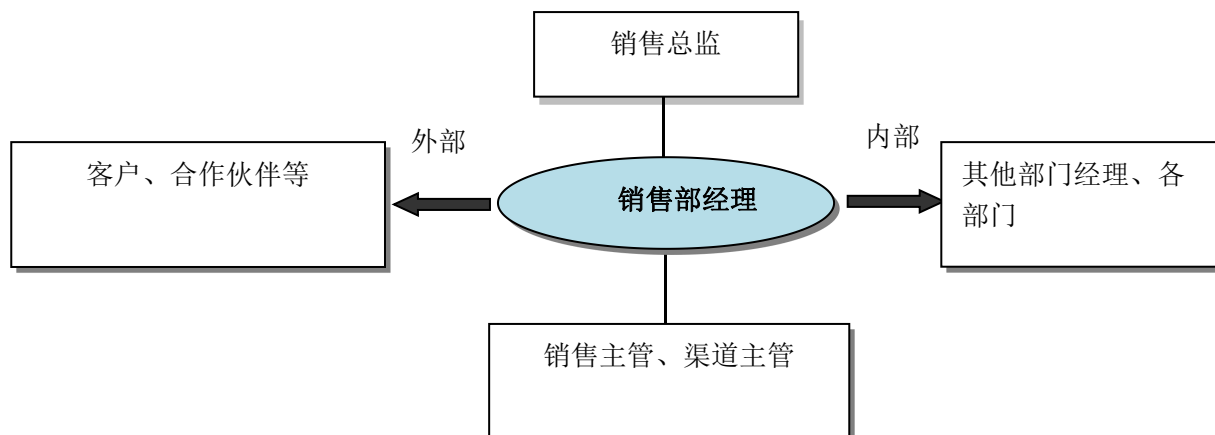 销售总监
外部
内部
客户、合作伙伴等
销售部经理
其他部门经理、各
部门
销售主管、渠道主管